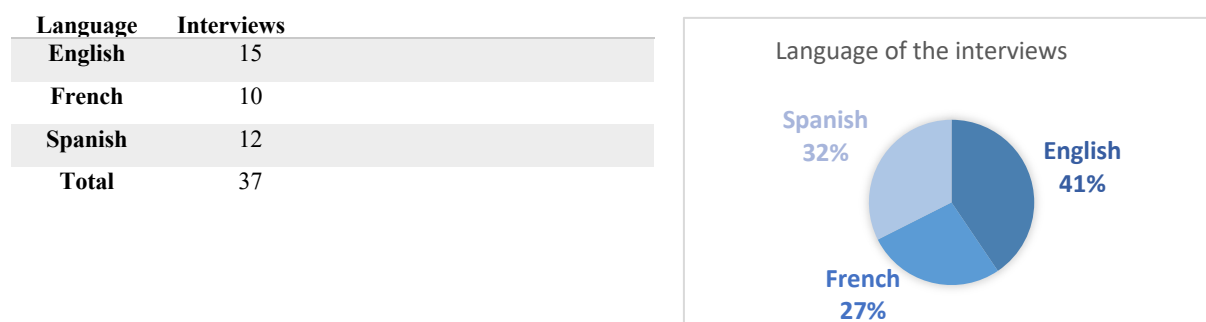 Language Interviews
English 15
French 10
Spanish 12
Total 37
Language of the interviews
Spanish
32%
English
41%
French
27%